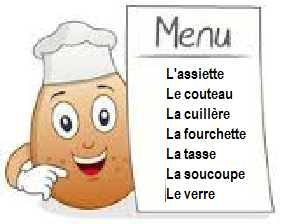 Menu
L'assiette
Le couteau
La cuillère
La fourchette
La tasse
La soucoupe
Le verre